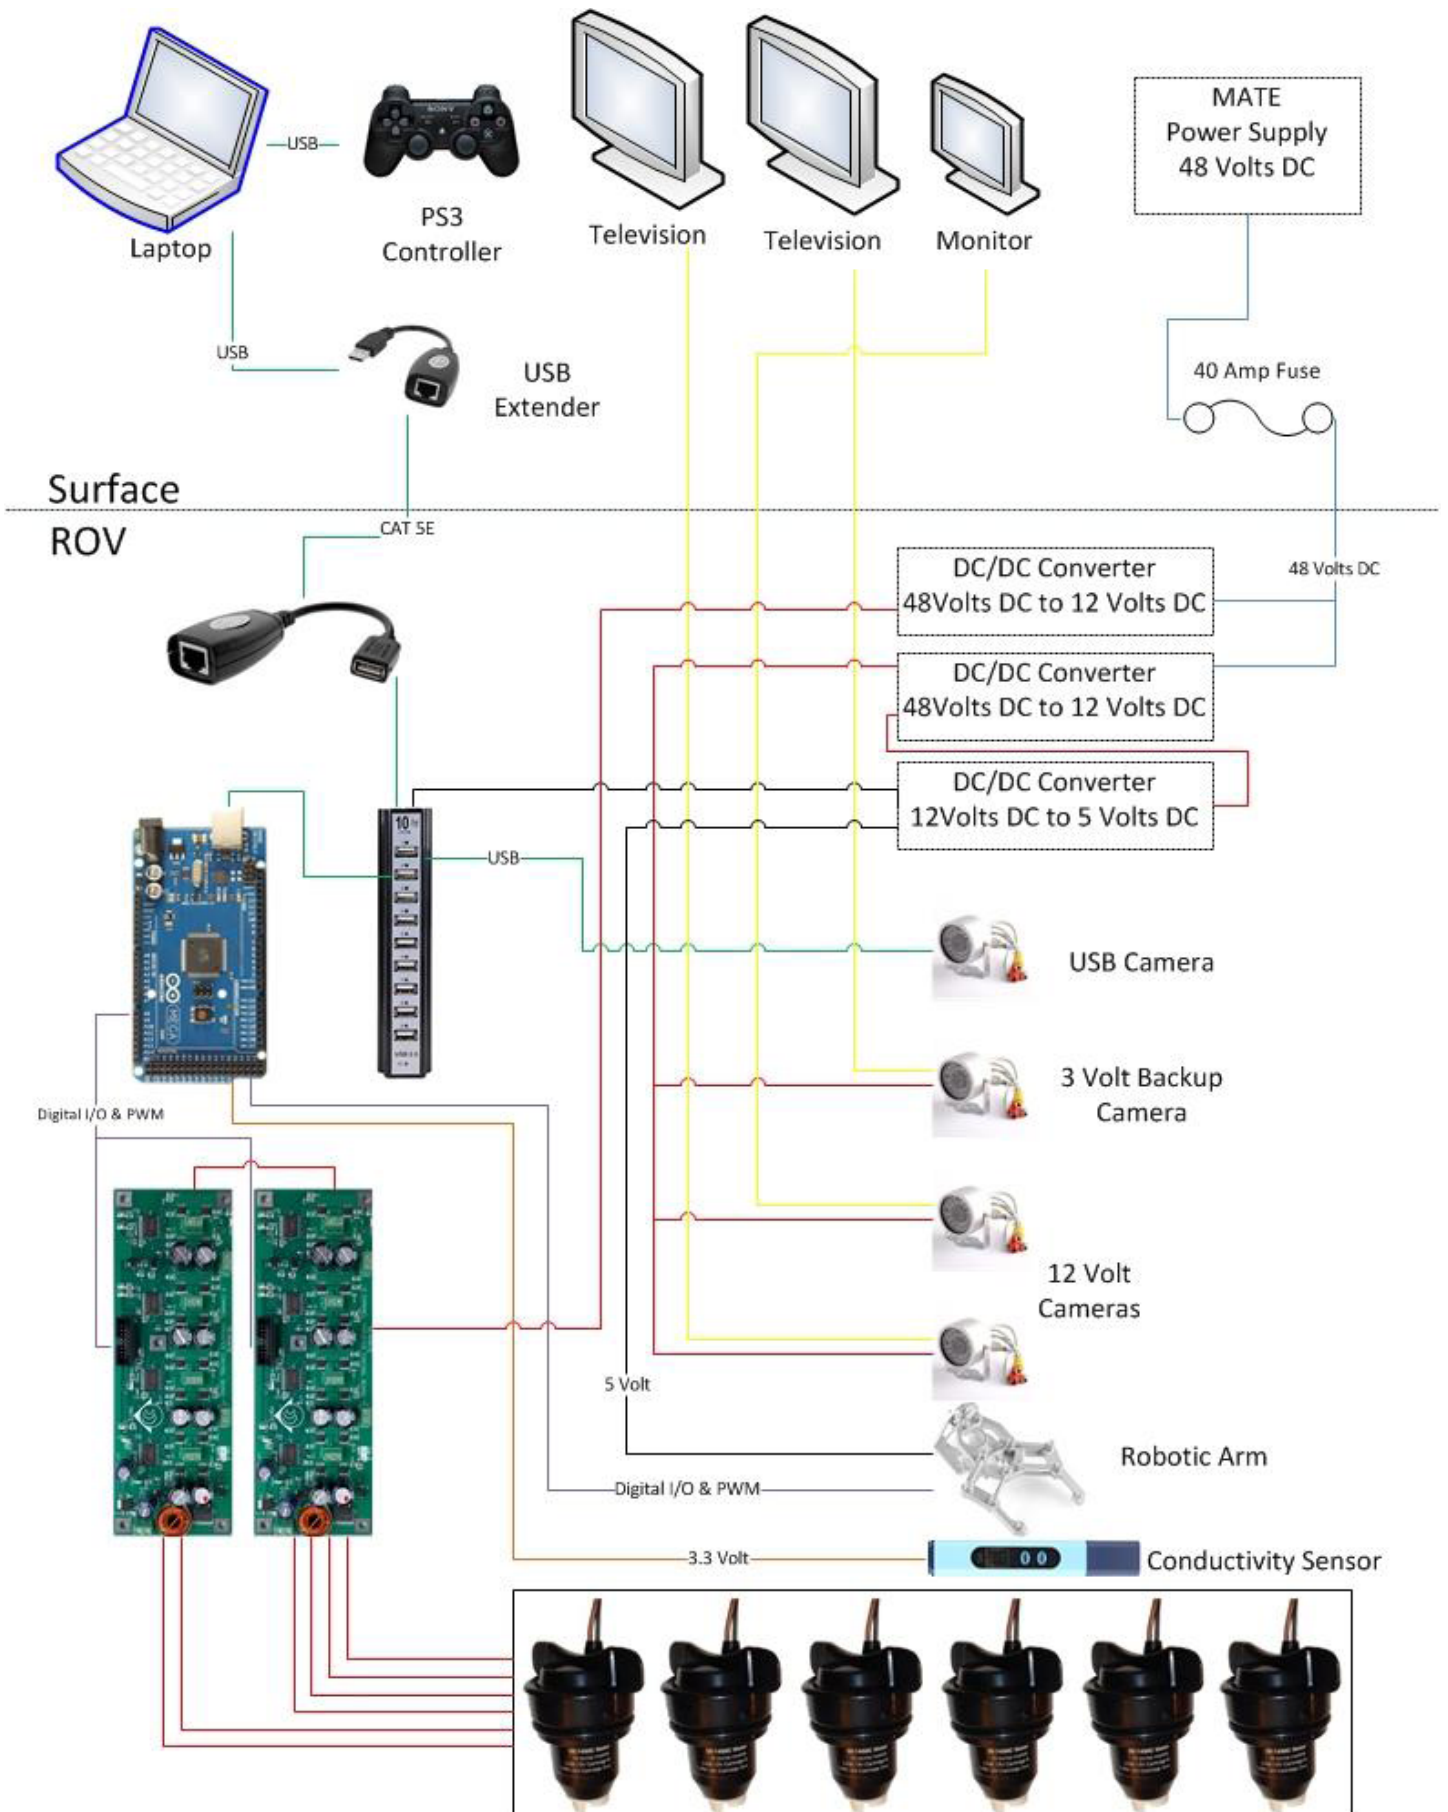 USB
SONY
Laptop
PS3
Controller
Television
Television
Monitor
MATE
Power Supply
48 Volts DC
USB
USB
Extender
40 Amp Fuse
Surface
ROV
CAT 5E
48 Volts DC
DC/DC Converter
48Volts DC to 12 Volts DC
DC/DC Converter
48Volts DC to 12 Volts DC
DC/DC Converter
12Volts DC to 5 Volts DC
10
USB
MEGA
USB Camera
3 Volt Backup
Camera
Digital I/O & PWM
12 Volt
Cameras
5 Volt
Robotic Arm
Digital I/O & PWM
3.3 Volt
Conductivity Sensor